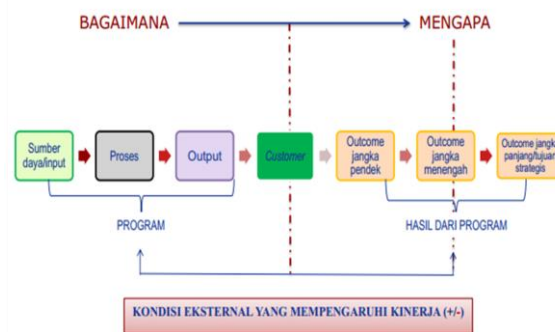 BAGAIMANA
MENGAPA
Sumber
daya/input
Proses
Output
Customer
Outcome
jangka
pendek
Outcome
jangka
menengah
Outcome jangka
panjang/tujuan
strategis
PROGRAM
HASIL DARI PROGRAM
KONDISI EKSTERNAL YANG MEMPENGARUHI KINERJA (+/-)